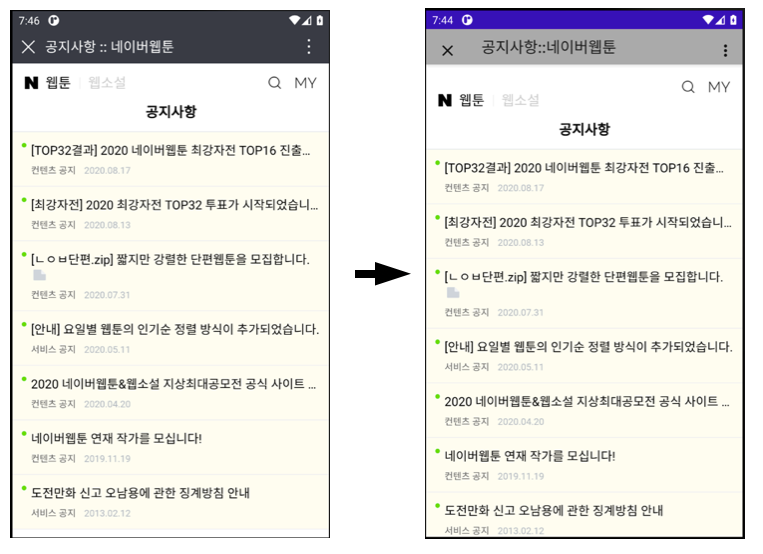 7:46
공지사항 :: 네이버웹툰
N 웹툰 | 웹소설 MY
공지사항
[TOP32결과] 2020 네이버웹툰 최강자전 TOP16 진출...
컨텐츠 공지 2020.08.17
[최강자전] 2020 최강자전 TOP32 투표가 시작되었습니...
컨텐츠 공지 2020.08.13
[ㄴㅇㅂ단편.zip] 짧지만 강렬한 단편웹툰을 모집합니다.
컨텐츠 공지 2020.07.31
[안내] 요일별 웹툰의 인기순 정렬 방식이 추가되었습니다.
서비스 공지 2020.05.11
2020 네이버웹툰&웹소설 지상최대공모전 공식 사이트 ...
컨텐츠 공지 2020.04.20
네이버웹툰 연재 작가를 모십니다!
컨텐츠 공지 2019.11.19
도전만화 신고 오남용에 관한 징계방침 안내
서비스 공지 2013.02.12
7:44
공지사항::네이버웹툰
N 웹툰 | 웹소설 MY
공지사항
[TOP32결과] 2020 네이버웹툰 최강자전 TOP16 진출...
컨텐츠 공지 2020.08.17
[최강자전] 2020 최강자전 TOP32 투표가 시작되었습니...
컨텐츠 공지 2020.08.13
[ㄴㅇㅂ단편.zip] 짧지만 강렬한 단편웹툰을 모집합니다.
컨텐츠 공지 2020.07.31
[안내] 요일별 웹툰의 인기순 정렬 방식이 추가되었습니다.
서비스 공지 2020.05.11
2020 네이버웹툰&웹소설 지상최대공모전 공식 사이트 ...
컨텐츠 공지 2020.04.20
네이버웹툰 연재 작가를 모십니다!
컨텐츠 공지 2019.11.19
도전만화 신고 오남용에 관한 징계방침 안내
서비스 공지 2013.02.12